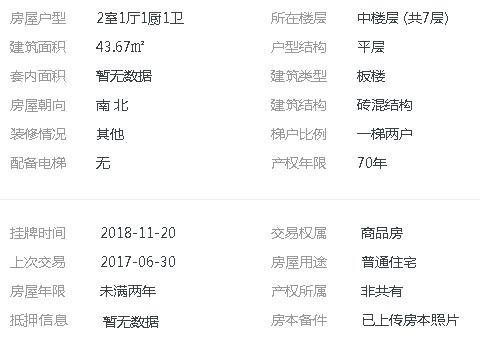 房屋户型 2室1厅1厨1卫 所在楼层 中楼层 (共7层)
建筑面积 43.67㎡ 户型结构 平层
套内面积 暂无数据 建筑类型 板楼
房屋朝向 南 北 建筑结构 砖混结构
装修情况 其他 梯户比例 一梯两户
配备电梯 无 产权年限 70年
挂牌时间 2018-11-20 交易权属 商品房
上次交易 2017-06-30 房屋用途 普通住宅
房屋年限 未满两年 产权所属 非共有
抵押信息 暂无数据 房本备件 已上传房本照片